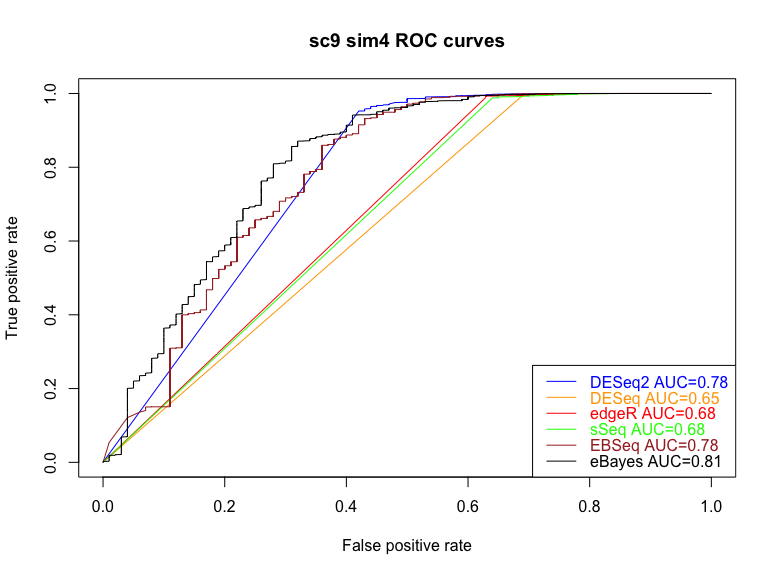 sc9 sim4 ROC curves
True positive rate
1.0
0.8
0.6
0.4
0.2
0.0
DESeq2 AUC=0.78
DESeq AUC=0.65
edgeR AUC=0.68
sSeq AUC=0.68
EBSeq AUC=0.78
eBayes AUC=0.81
0.0 0.2 0.4 0.6 0.8 1.0
False positive rate